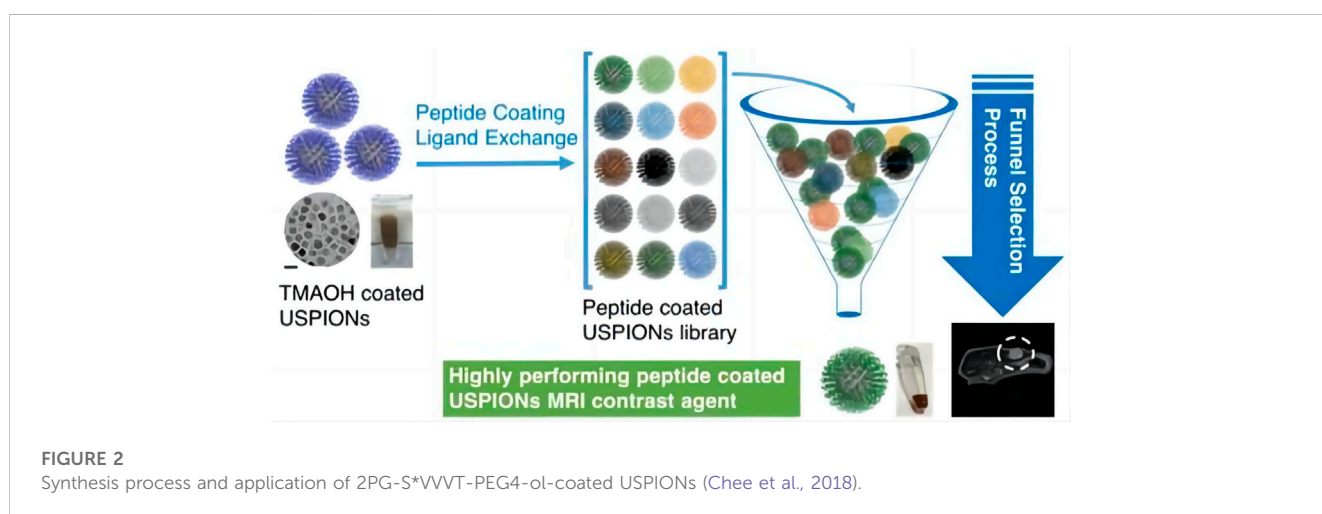 Peptide Coating
Ligand Exchange
TMAOH coated
USPIONs
Peptide coated
USPIONs library
Funnel Selection
Process
Highly performing peptide coated
USPIONs MRI contrast agent
FIGURE 2
Synthesis process and application of 2PG-S*VVVT-PEG4-ol-coated USPIONs (Chee et al., 2018).